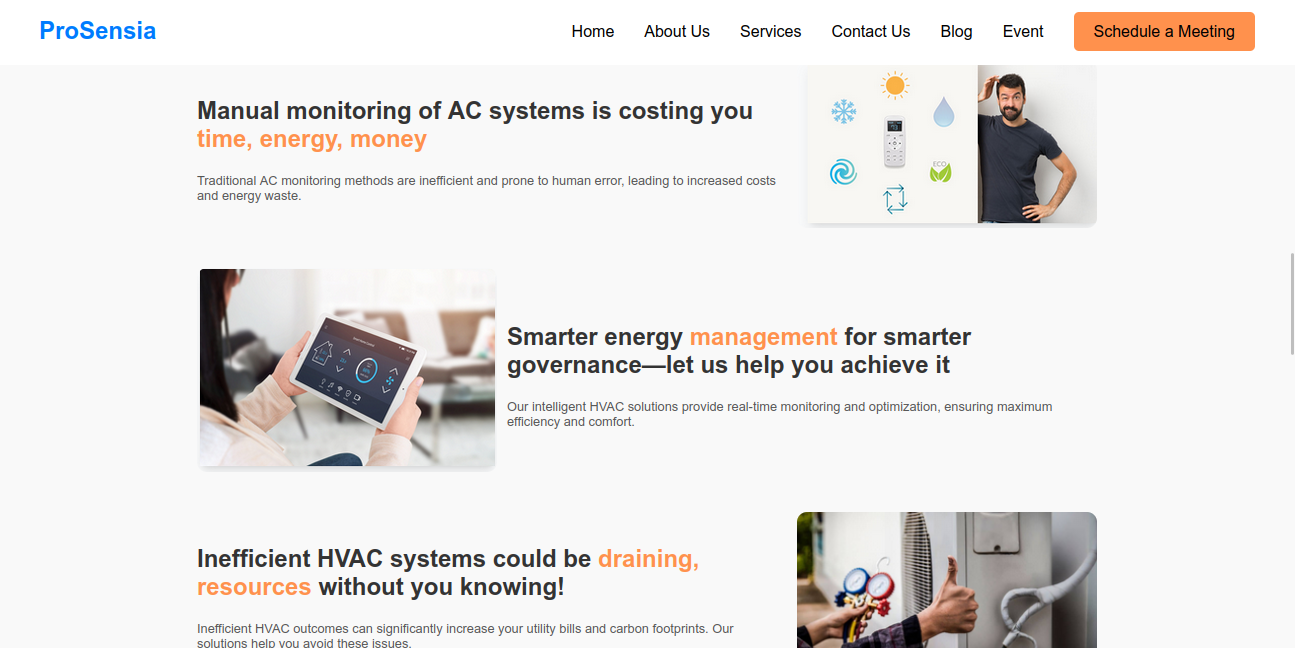 ProSensia
Home About Us Services Contact Us Blog Event Schedule a Meeting
Manual monitoring of AC systems is costing you
time, energy, money
Traditional AC monitoring methods are inefficient and prone to human error, leading to increased costs
and energy waste.
ECO
Smarter energy management for smarter
governance—let us help you achieve it
Our intelligent HVAC solutions provide real-time monitoring and optimization, ensuring maximum
efficiency and comfort.
Inefficient HVAC systems could be draining,
resources without you knowing!
Inefficient HVAC outcomes can significantly increase your utility bills and carbon footprints. Our
solutions help you avoid these issues.